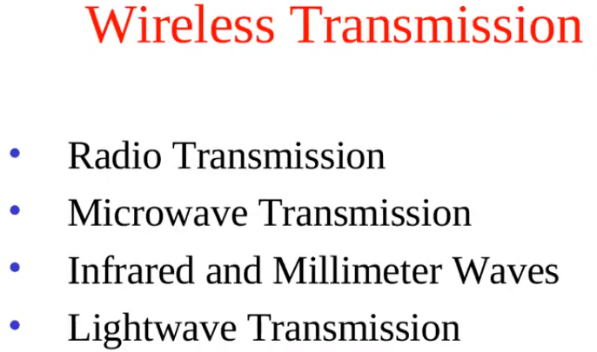 Wireless Transmission
• Radio Transmission
• Microwave Transmission
• Infrared and Millimeter Waves
• Lightwave Transmission